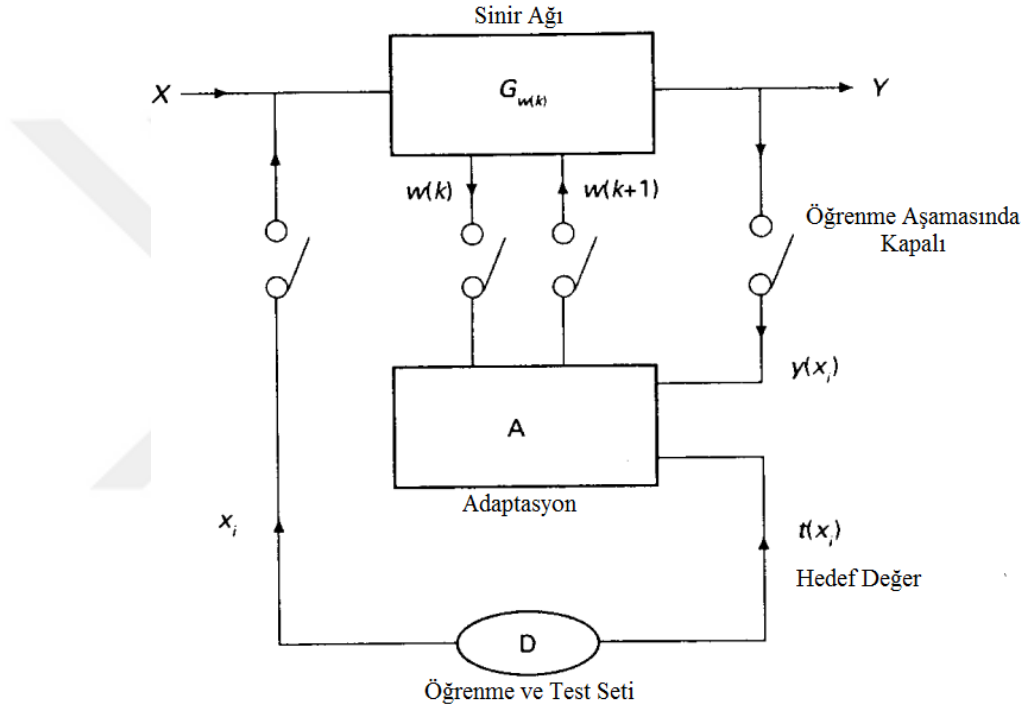 Sinir Ağı
X
G_w(k)
Y
w(k)
w(k+1)
Öğrenme Aşamasında
Kapalı
y(x_i)
A
Adaptasyon
x_i
t(x_i)
Hedef Değer
D
Öğrenme ve Test Seti